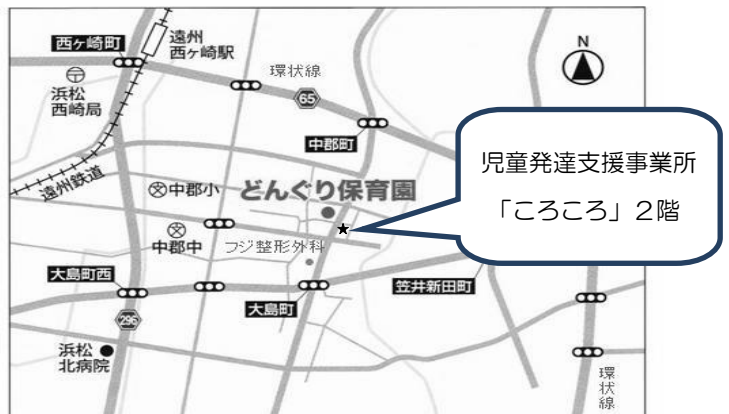 西ヶ崎町
遠州
西ヶ崎駅
N
環状線
浜松
西崎局
65
中郡町
児童発達支援事業所
「ころころ」2階
遠州鉄道
中郡小
どんぐり保育園
中郡中
フジ整形外科
大島町西
大島町
笠井新田町
296
浜松
北病院
環状線